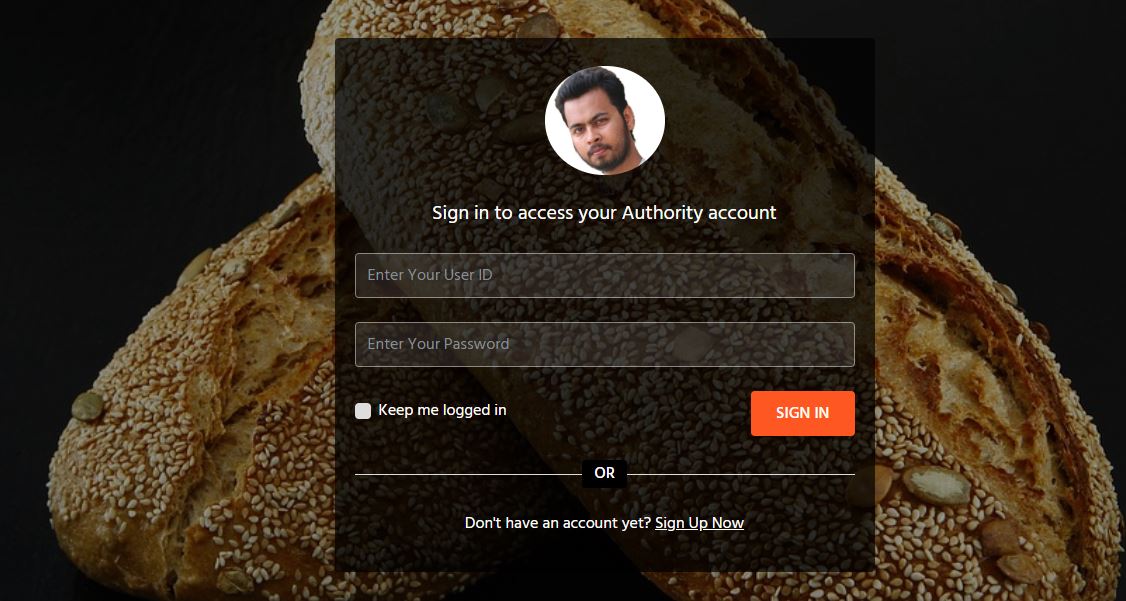 Sign in to access your Authority account
Enter Your User ID
Enter Your Password
Keep me logged in
SIGN IN
OR
Don't have an account yet? Sign Up Now